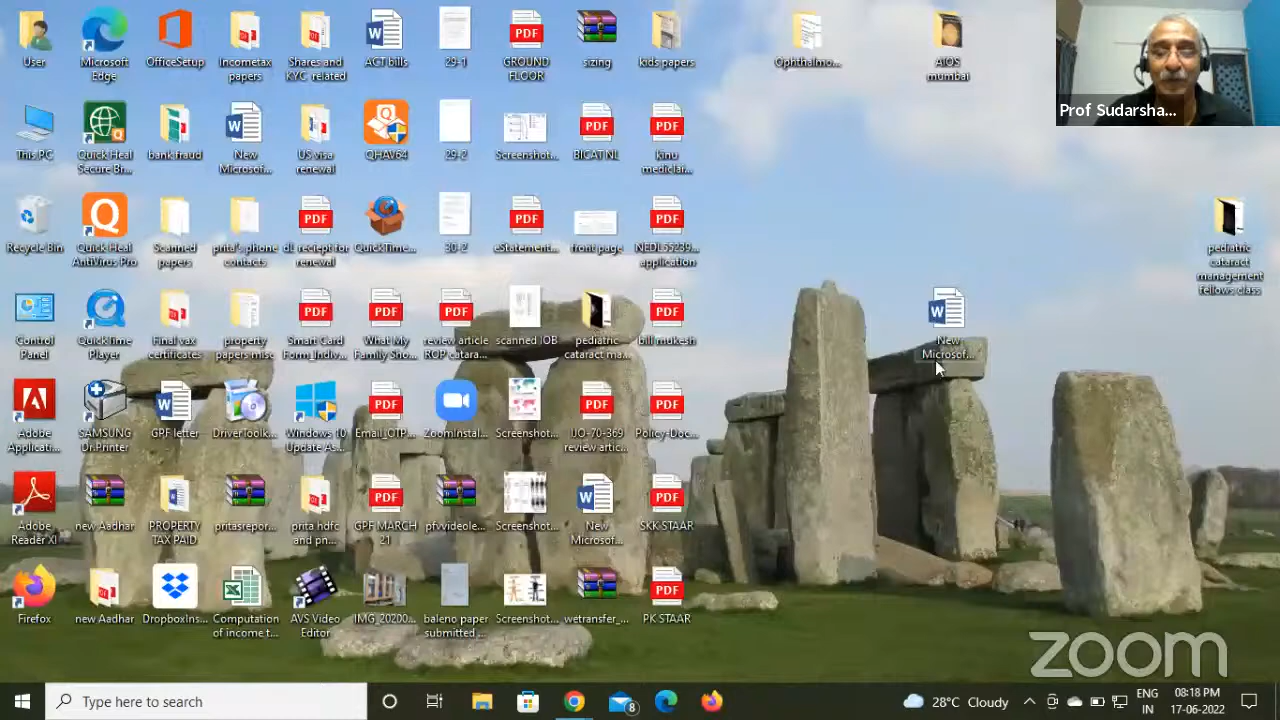 User
Microsoft
Edge
OfficeSetup
Incometax
papers
Shares and
KYC related
ACT bills
29-1
GROUND
FLOOR
sizing
kids papers
Ophthalmo...
AIOS
mumbai
Prof Sudarsha...
This PC
Quick Heal
Secure Br...
bank fraud
New
Microsof...
US visa
renewal
QHAV64
29-2
Screenshot...
BICAT NL
kinu
mediclai...
Recycle Bin
Quick Heal
AntiVirus Pro
Scanned
papers
prita's phone
contacts
dL reciept for
renewal
QuickTime...
30-2
eStatement...
front page
NEDL55239...
application
pediatric
cataract
management
fellows class
Control
Panel
QuickTime
Player
Final vax
certificates
property
papers misc
Smart Card
Form_Indiv...
What My
Family Sho...
review article
ROP catara...
scanned IOB
pediatric
cataract ma...
bill mukesh
New
Microsof...
Adobe
Applicati...
SAMSUNG
Dr.Printer
GPF letter
DriverToolk...
Windows 10
Update As...
Email_OTP...
ZoomInstal...
Screenshot...
IJO-70-369
review artic...
Policy-Doc...
Adobe
Reader XI
new Aadhar
PROPERTY
TAX PAID
pritasrepor...
prita hdfc
and pn...
GPF MARCH
21
pfvvideole...
Screenshot...
New
Microsof...
SKK STAAR
Firefox
new Aadhar
DropboxIns...
Computation
of income t...
AVS Video
Editor
IMG_20200...
baleno paper
submitted ...
Screenshot...
wetransfer_...
PK STAAR
zoom
Type here to search
8
28°C Cloudy
ENG
IN
08:18 PM
17-06-2022